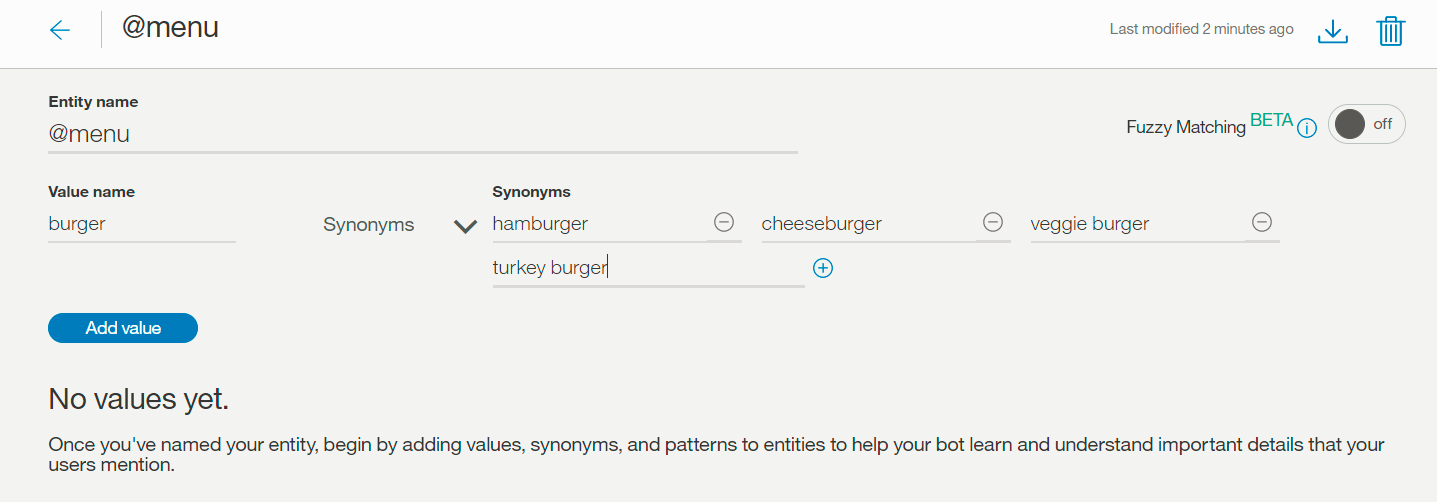 @menu
Last modified 2 minutes ago
Entity name
@menu
Fuzzy Matching BETA
off
Value name
Synonyms
burger
Synonyms
hamburger
cheeseburger
veggie burger
turkey burger
Add value
No values yet.
Once you've named your entity, begin by adding values, synonyms, and patterns to entities to help your bot learn and understand important details that your
users mention.